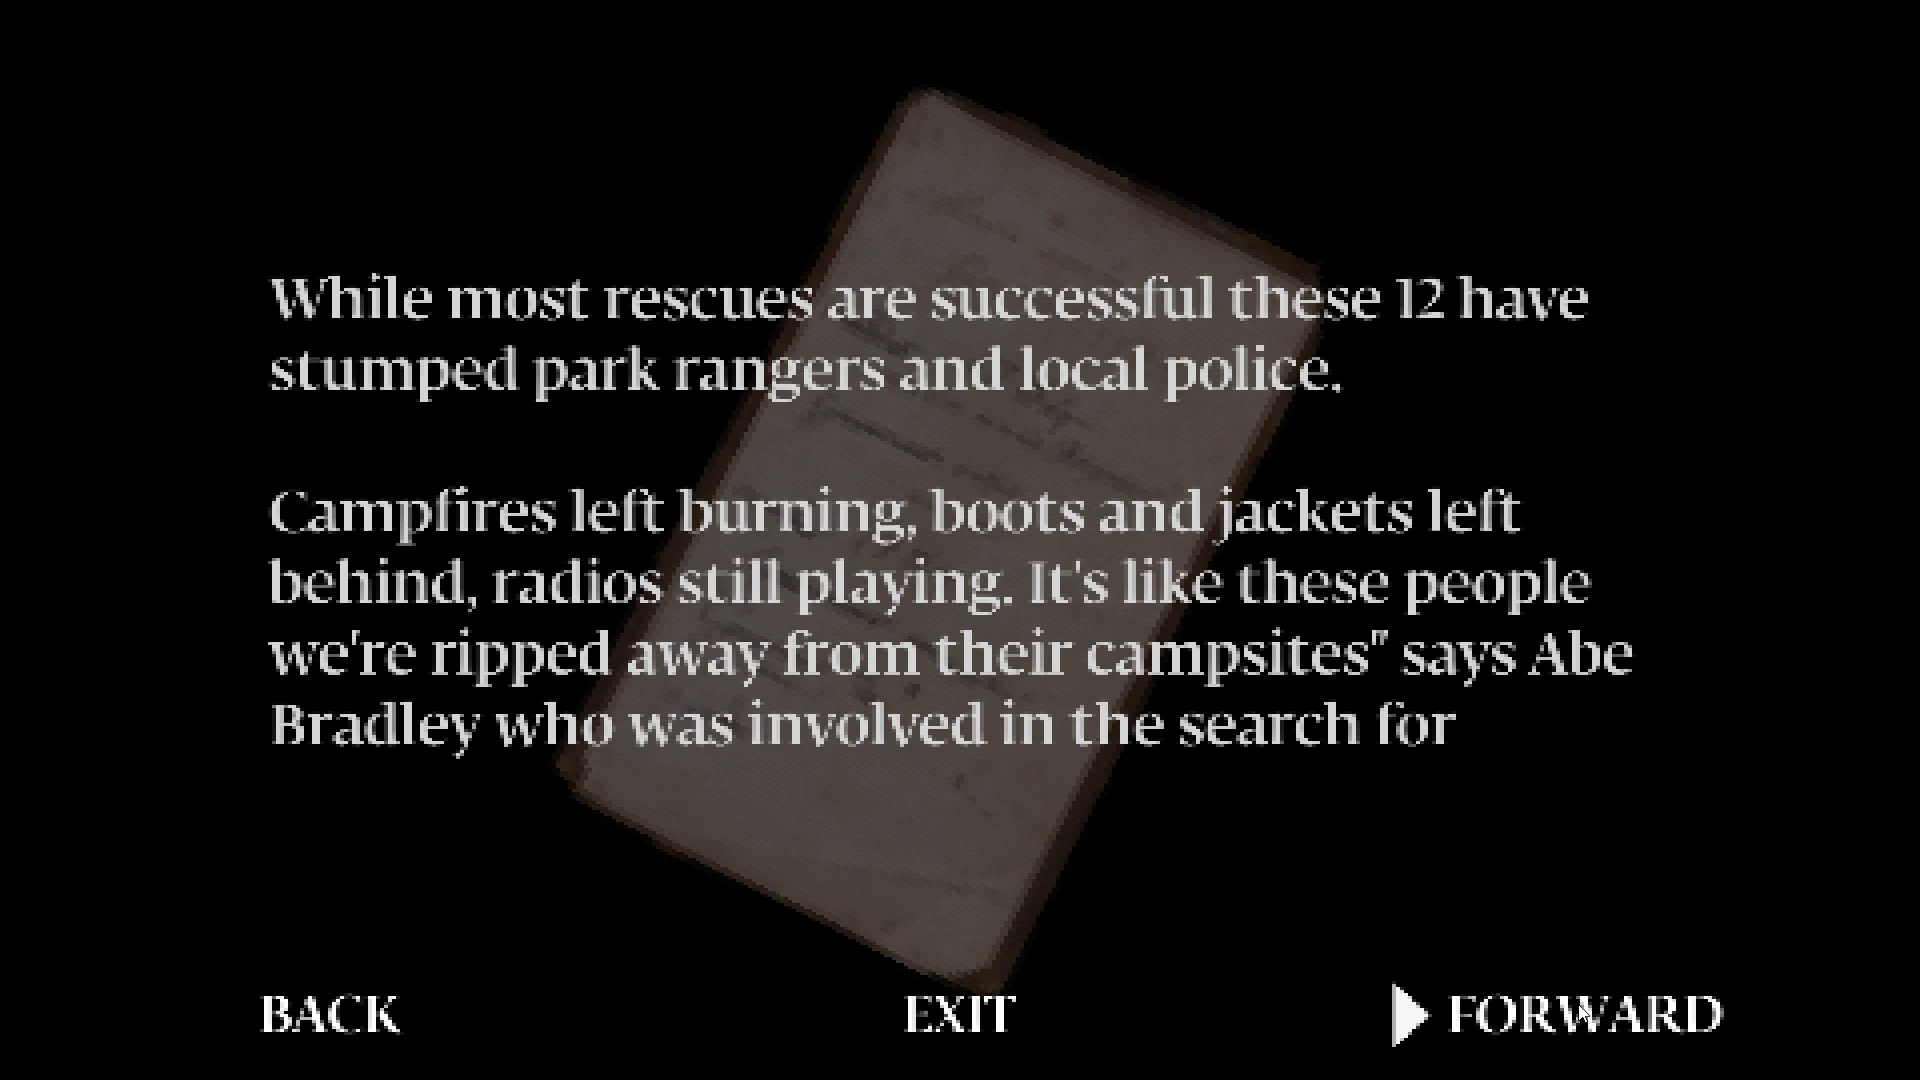 While most rescues are successful these 12 have
stumped park rangers and local police.
Campfires left burning, boots and jackets left
behind, radios still playing. It's like these people
we're ripped away from their campsites" says Abe
Bradley who was involved in the search for
BACK
EXIT
FORWARD